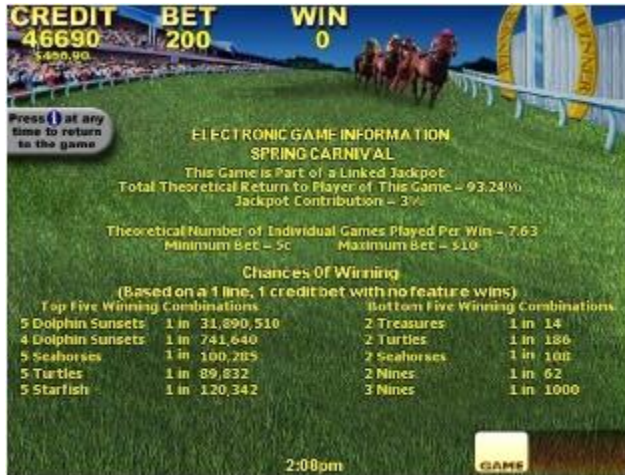 CREDIT BET WIN
46690 200 0
$466.90
WINNER WINNER
Press i at any
time to return
to the game
ELECTRONIC GAME INFORMATION
SPRING CARNIVAL
This Game is Part of a Linked Jackpot
Total Theoretical Return to Player of This Game = 93.24%
Jackpot Contribution = 3%
Theoretical Number of Individual Games Played Per Win = 7.63
Minimum Bet = 5c Maximum Bet = $10
Chances Of Winning
(Based on a 1 line, 1 credit bet with no feature wins)
Top Five Winning Combinations Bottom Five Winning Combinations
5 Dolphin Sunsets 1 in 31,890,510 2 Treasures 1 in 14
4 Dolphin Sunsets 1 in 741,640 2 Turtles 1 in 186
5 Seahorses 1 in 100,285 2 Seahorses 1 in 108
5 Turtles 1 in 89,832 2 Nines 1 in 62
5 Starfish 1 in 120,342 3 Nines 1 in 1000
2:08pm
GAME